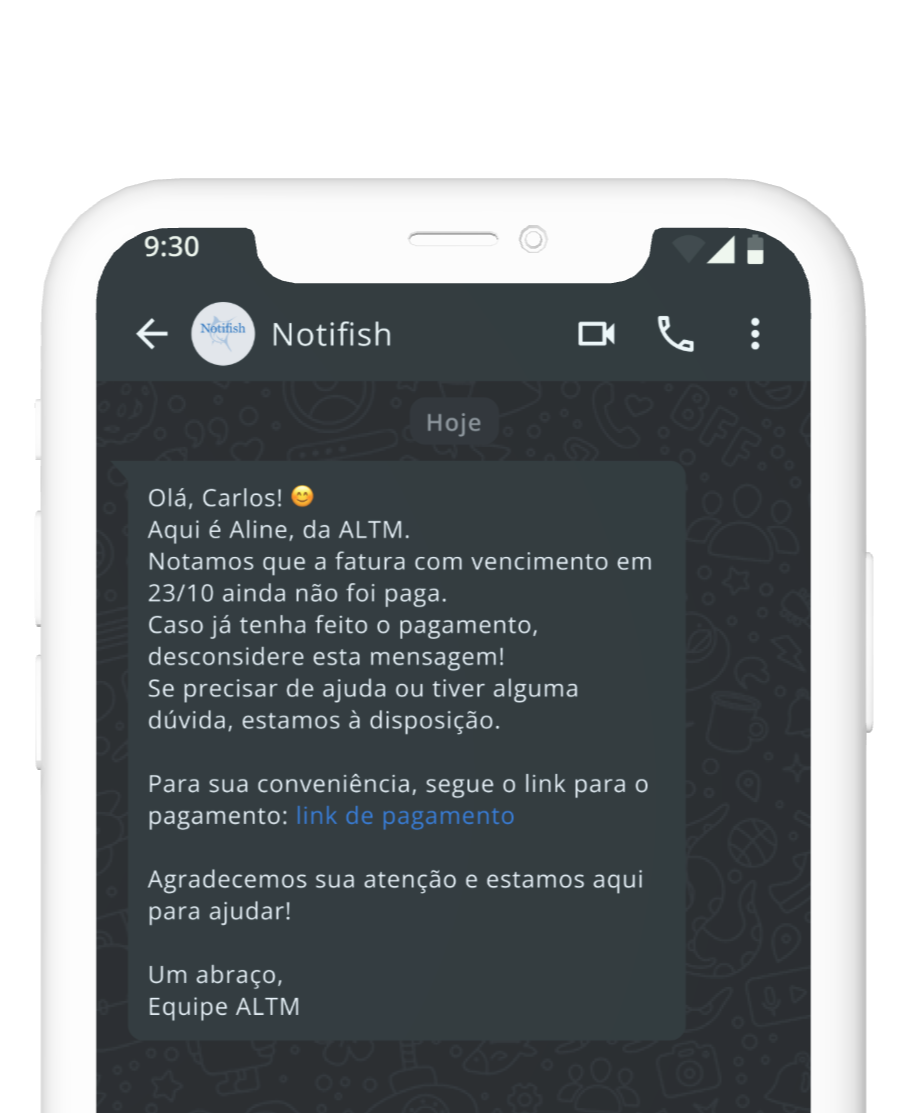 9:30
Notifish
Notifish
Hoje
Olá, Carlos! 😊
Aqui é Aline, da ALTM.
Notamos que a fatura com vencimento em
23/10 ainda não foi paga.
Caso já tenha feito o pagamento,
desconsidere esta mensagem!
Se precisar de ajuda ou tiver alguma
dúvida, estamos à disposição.
Para sua conveniência, segue o link para o
pagamento: link de pagamento
Agradecemos sua atenção e estamos aqui
para ajudar!
Um abraço,
Equipe ALTM
BFF